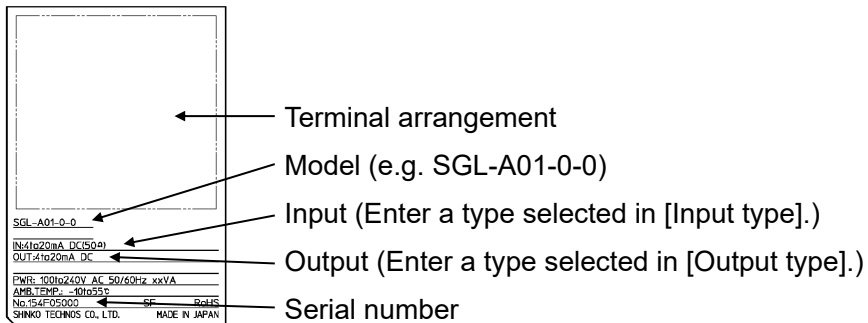 Terminal arrangement
Model (e.g. SGL-A01-0-0)
SGL-A01-0-0
Input (Enter a type selected in [Input type].)
IN:4to20mA DC(50Ω)
OUT:4to20mA DC
Output (Enter a type selected in [Output type].)
PWR: 100to240V AC 50/60Hz xxVA
AMB.TEMP.: -10to55℃
No.154F05000 SF RoHS
Serial number
SHINKO TECHNOS CO., LTD. MADE IN JAPAN